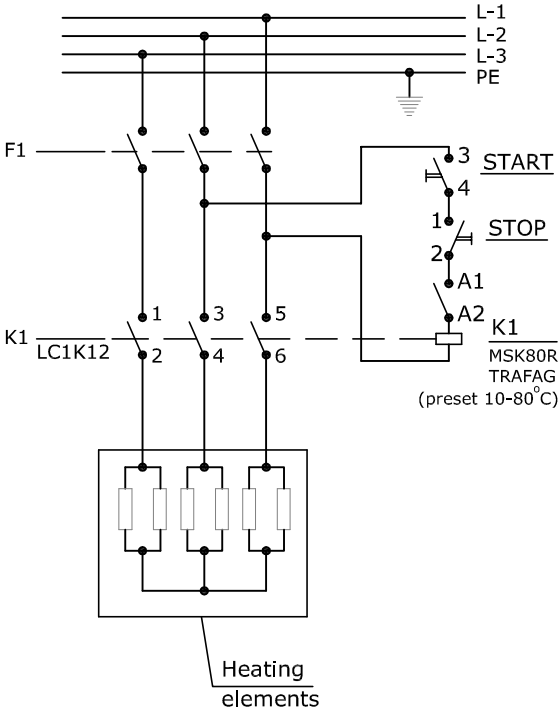 L-1
L-2
L-3
PE
F1
3
START
4
1
STOP
2
A1
A2
1
3
5
K1
LC1K12
2
4
6
K1
MSK80R
TRAFAG
(preset 10-80°C)
Heating
elements